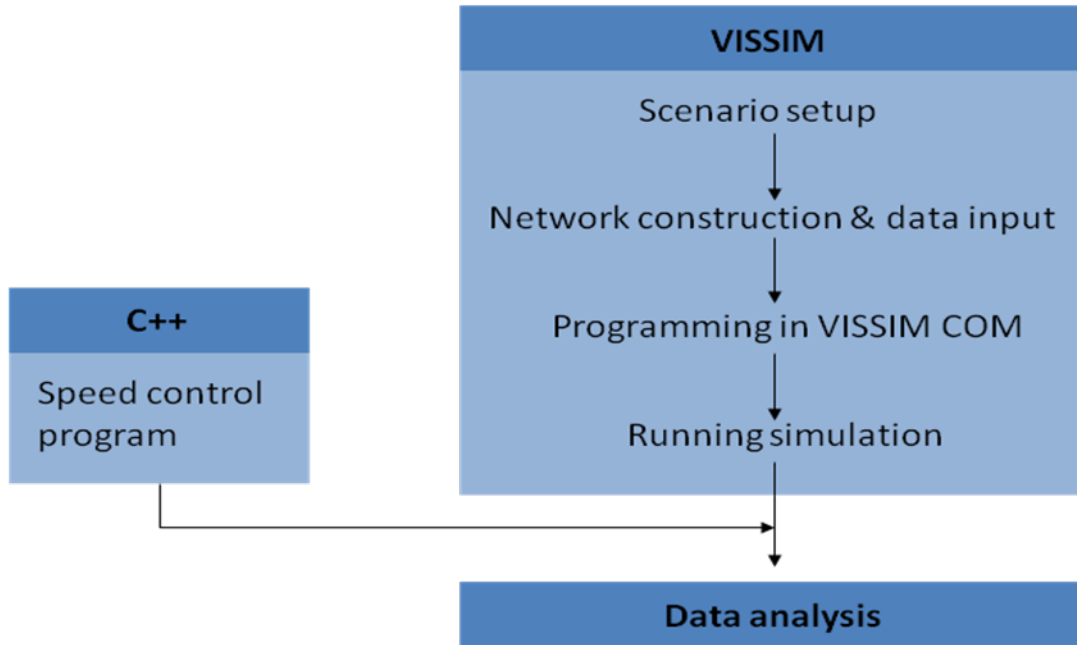 VISSIM
Scenario setup
Network construction & data input
Programming in VISSIM COM
Running simulation
C++
Speed control
program
Data analysis